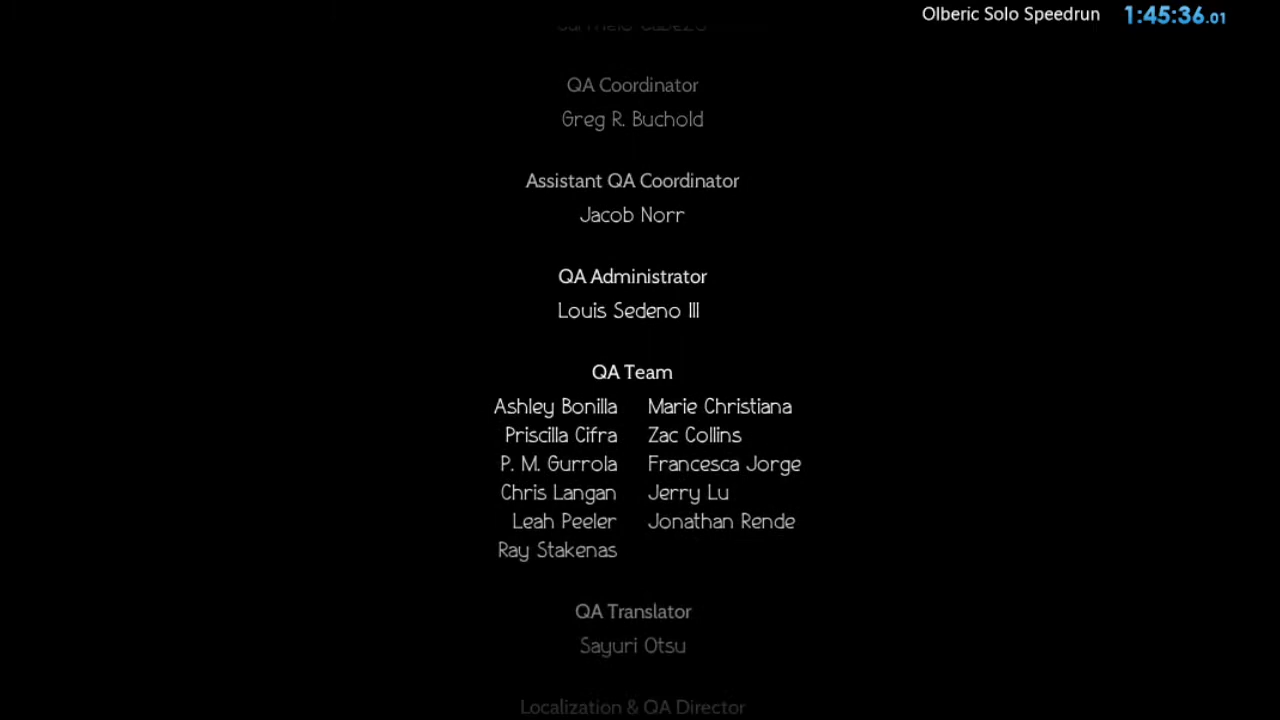 Olberic Solo Speedrun 1:45:36.01
QA Coordinator
Greg R. Buchold
Assistant QA Coordinator
Jacob Norr
QA Administrator
Louis Sedeno III
QA Team
Ashley Bonilla Marie Christiana
Priscilla Cifra Zac Collins
P. M. Gurrola Francesca Jorge
Chris Langan Jerry Lu
Leah Peeler Jonathan Rende
Ray Stakenas
QA Translator
Sayuri Otsu
Localization & QA Director